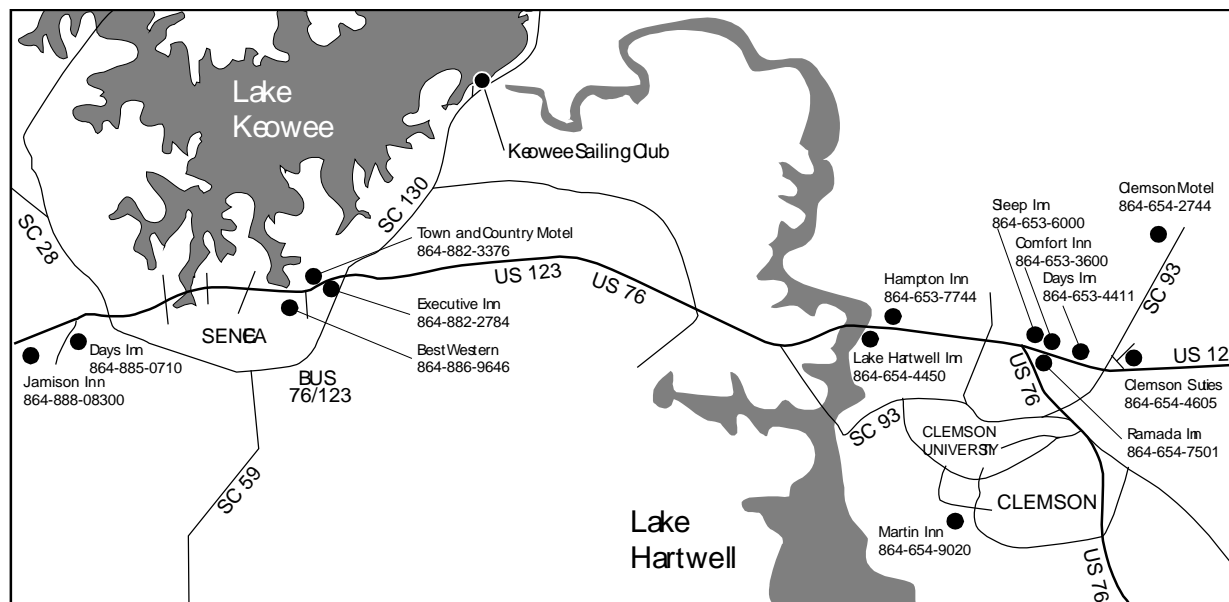 Lake
Keowee
Keowee Sailing Club
SC 130
SC 28
Town and Country Motel
864-882-3376
US 123
US 76
Executive Inn
864-882-2784
SENECA
Best Western
864-886-9646
Days Inn
864-885-0710
Jamison Inn
864-888-08300
BUS
76/123
SC 59
Clemson Motel
864-654-2744
Sleep Inn
864-653-6000
Comfort Inn
864-653-3600
Days Inn
864-653-4411
SC 93
Hampton Inn
864-653-7744
Lake Hartwell Inn
864-654-4450
US 76
US 12
Clemson Suties
864-654-4605
SC 93
CLEMSON
UNIVERSITY
Ramada Inn
864-654-7501
CLEMSON
Martin Inn
864-654-9020
Lake
Hartwell
US 76